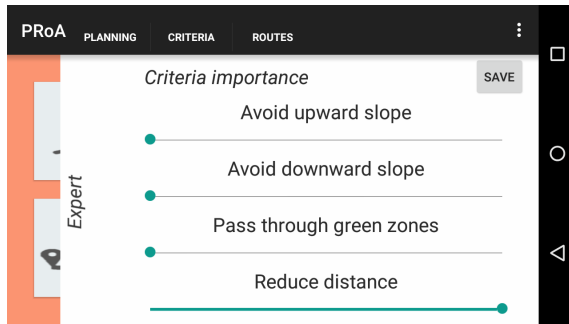 PRoA PLANNING CRITERIA ROUTES
Criteria importance SAVE
Avoid upward slope
Avoid downward slope
Expert
Pass through green zones
Reduce distance